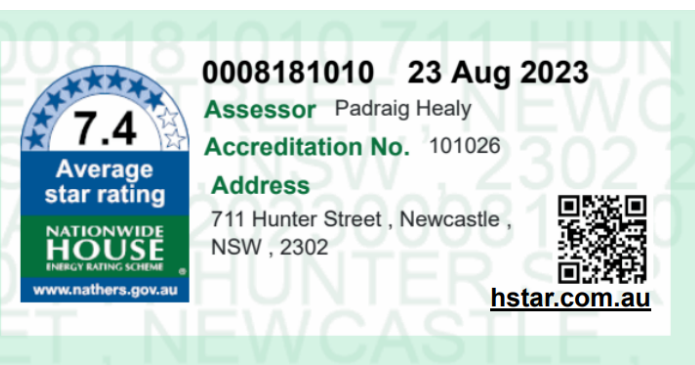 0008181010 23 Aug 2023
Assessor Padraig Healy
Accreditation No. 101026
Address
711 Hunter Street , Newcastle ,
NSW , 2302
hstar.com.au
7.4
Average
star rating
NATIONWIDE
HOUSE
ENERGY RATING SCHEME ®
www.nathers.gov.au